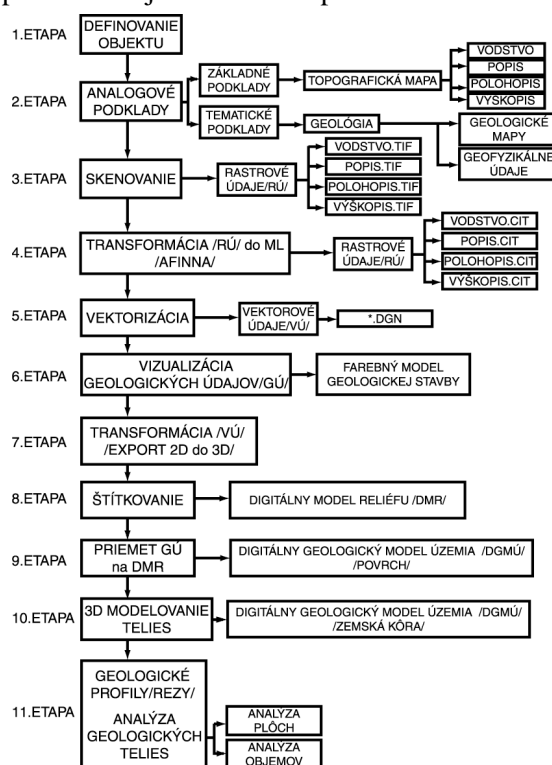 1.ETAPA
DEFINOVANIE
OBJEKTU
2.ETAPA
ANALOGOVÉ
PODKLADY
ZÁKLADNÉ
PODKLADY
TOPOGRAFICKÁ MAPA
VODSTVO
POPIS
POLOHOPIS
VYSKOPIS
TEMATICKÉ
PODKLADY
GEOLÓGIA
GEOLOGICKÉ
MAPY
GEOFYZIKÁLNE
ÚDAJE
3.ETAPA
SKENOVANIE
RASTROVÉ
ÚDAJE/RÚ/
VODSTVO.TIF
POPIS.TIF
POLOHOPIS.TIF
VÝŠKOPIS.TIF
4.ETAPA
TRANSFORMÁCIA /RÚ/ do ML
/AFINNA/
RASTROVÉ
ÚDAJE/RÚ/
VODSTVO.CIT
POPIS.CIT
POLOHOPIS.CIT
VÝŠKOPIS.CIT
5.ETAPA
VEKTORIZÁCIA
VEKTOROVÉ
ÚDAJE/VÚ/
*.DGN
6.ETAPA
VIZUALIZÁCIA
GEOLOGICKÝCH ÚDAJOV/GÚ/
FAREBNÝ MODEL
GEOLOGICKEJ STAVBY
7.ETAPA
TRANSFORMÁCIA /VÚ/
/EXPORT 2D do 3D/
8.ETAPA
ŠTÍTKOVANIE
DIGITÁLNY MODEL RELIÉFU /DMR/
9.ETAPA
PRIEMET GÚ
na DMR
DIGITÁLNY GEOLOGICKÝ MODEL ÚZEMIA /DGMÚ/
/POVRCH/
10.ETAPA
3D MODELOVANIE
TELIES
DIGITÁLNY GEOLOGICKÝ MODEL ÚZEMIA /DGMÚ/
/ZEMSKÁ KÔRA/
11.ETAPA
GEOLOGICKÉ
PROFILY/REZY/
ANALÝZA
GEOLOGICKÝCH
TELIES
ANALÝZA
PLÔCH
ANALÝZA
OBJEMOV